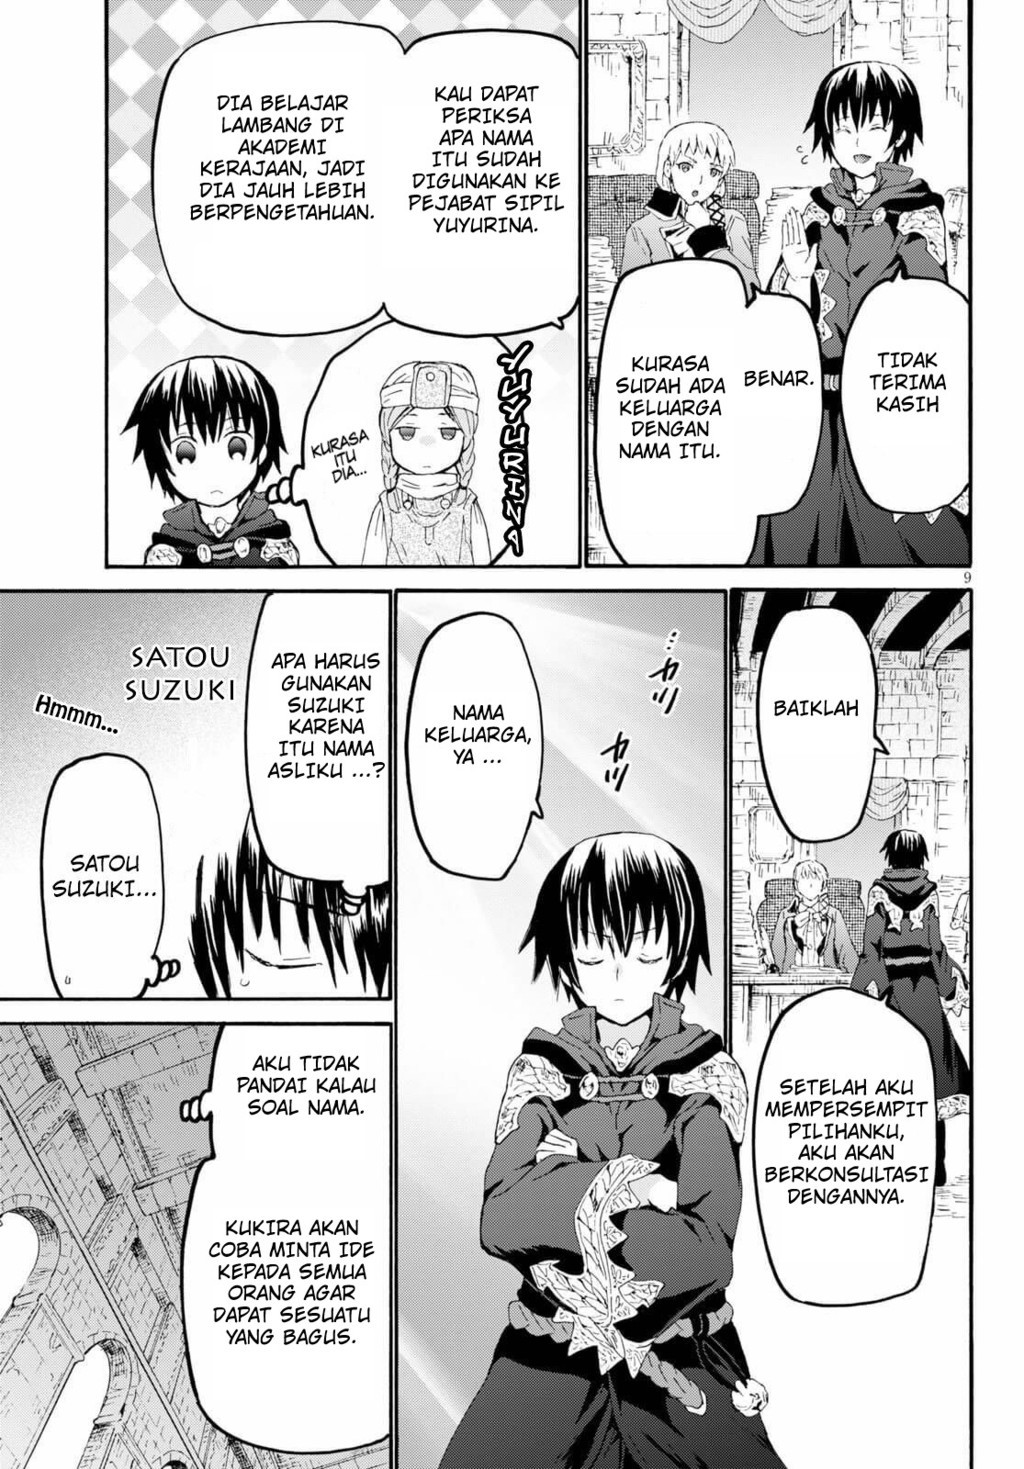 TIDAK
TERIMA
KASIH
BENAR.
KURASA
SUDAH ADA
KELUARGA
DENGAN
NAMA ITU.
KAU DAPAT
PERIKSA
APA NAMA
ITU SUDAH
DIGUNAKAN KE
PEJABAT SIPIL
YUYURINA.
DIA BELAJAR
LAMBANG DI
AKADEMI
KERAJAAN, JADI
DIA JAUH LEBIH
BERPENGETAHUAN.
YUYURINA
KURASA
ITU
DIA...
9
BAIKLAH
SETELAH AKU
MEMPERSEMPIT
PILIHANKU,
AKU AKAN
BERKONSULTASI
DENGANNYA.
カツ
カツ
...
NAMA
KELUARGA,
YA ...
APA HARUS
GUNAKAN
SUZUKI
KARENA
ITU NAMA
ASLIKU ...?
SATOU
SUZUKI
Hmmm...
SATOU
SUZUKI...
AKU TIDAK
PANDAI KALAU
SOAL NAMA.
KUKIRA AKAN
COBA MINTA IDE
KEPADA SEMUA
ORANG AGAR
DAPAT SESUATU
YANG BAGUS.